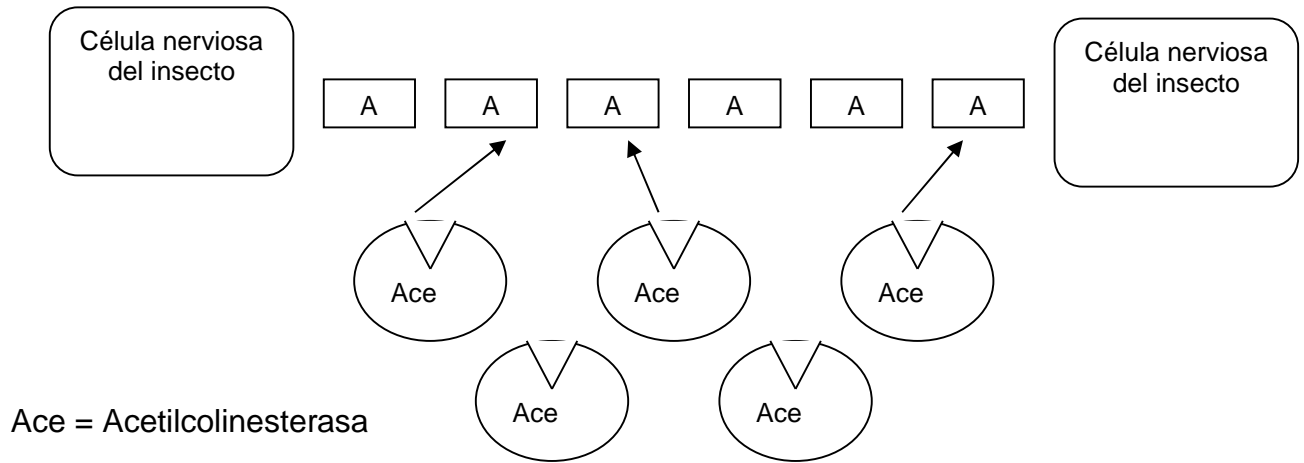 Célula nerviosa
del insecto
A A A A A A
Célula nerviosa
del insecto
Ace Ace Ace
Ace Ace
Ace = Acetilcolinesterasa